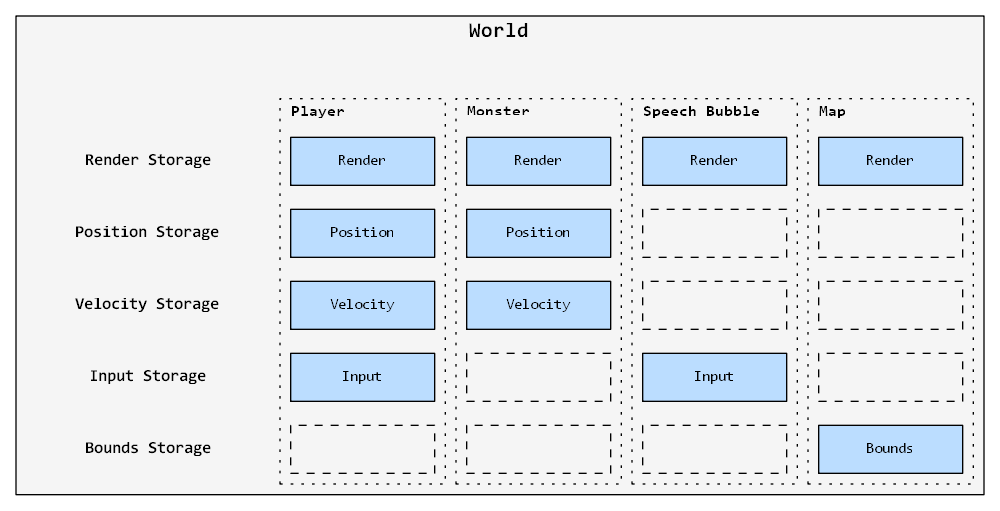 World
Player Monster Speech Bubble Map
Render Storage Render Render Render Render
Position Storage Position Position
Velocity Storage Velocity Velocity
Input Storage Input Input
Bounds Storage Bounds